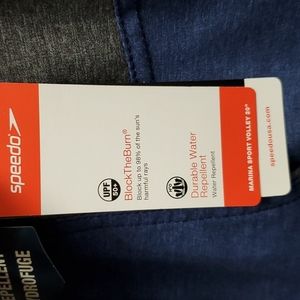 speedo
UPF
50+
BlockTheBurn®
Block up to 98% of the sun's
harmful rays
Durable Water
Repellent
Water Repellent
MARINA SPORT VOLLEY 20"
speedousa.com
REPELLENT
HYDROFUGE